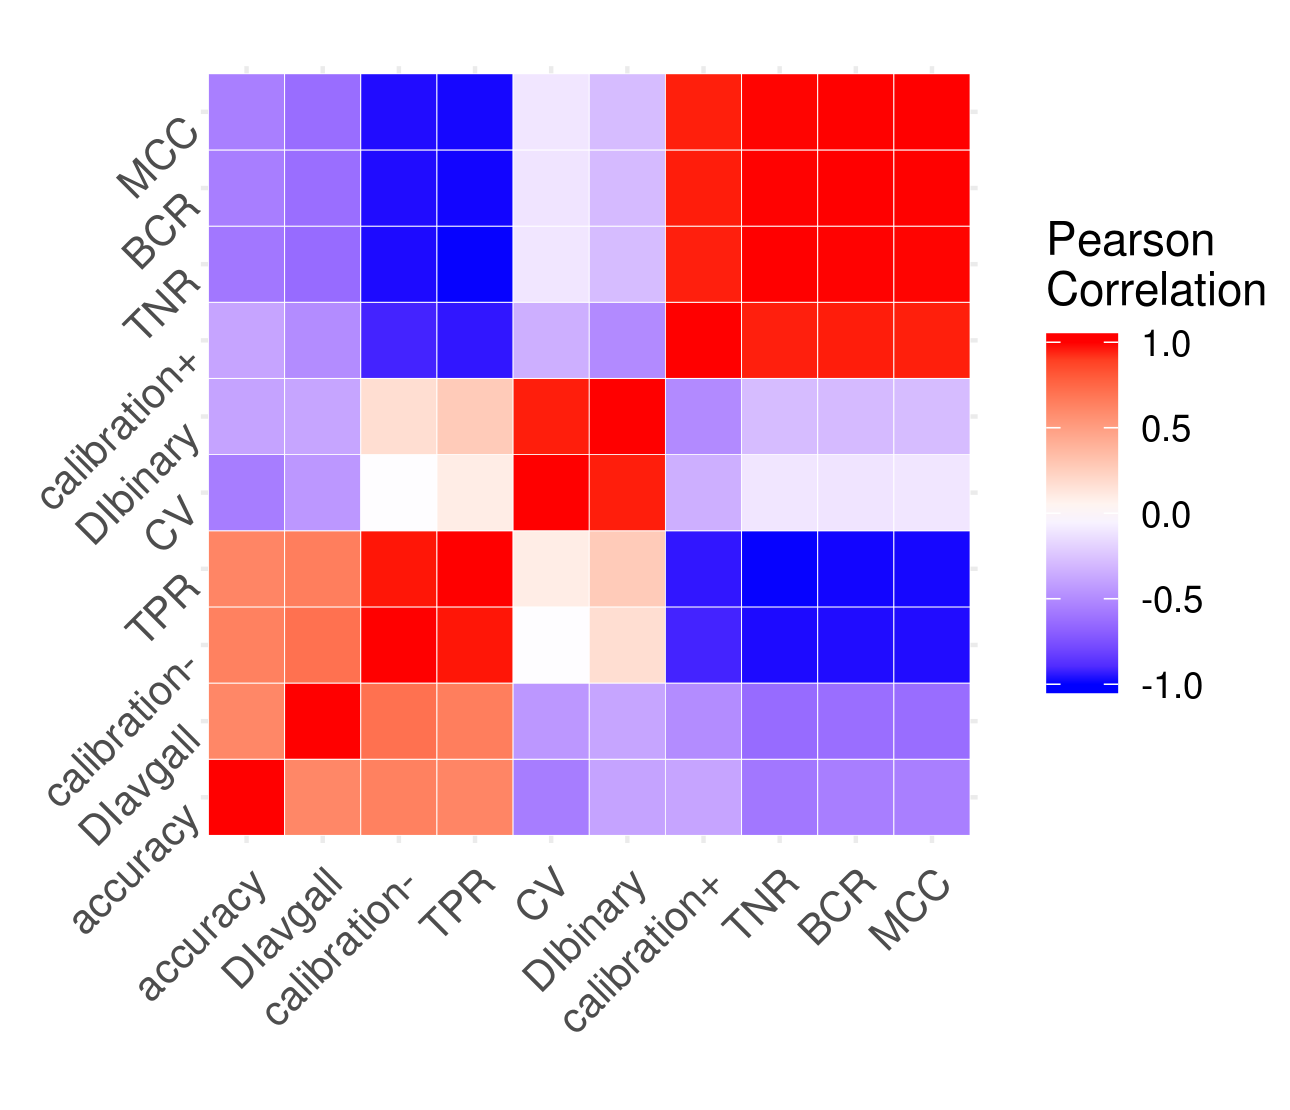 MCC
BCR
TNR
calibration+
DIbinary
CV
TPR
calibration-
DIavgall
accuracy
accuracy
DIavgall
calibration-
TPR
CV
DIbinary
calibration+
TNR
BCR
MCC
Pearson
Correlation
1.0
0.5
0.0
-0.5
-1.0